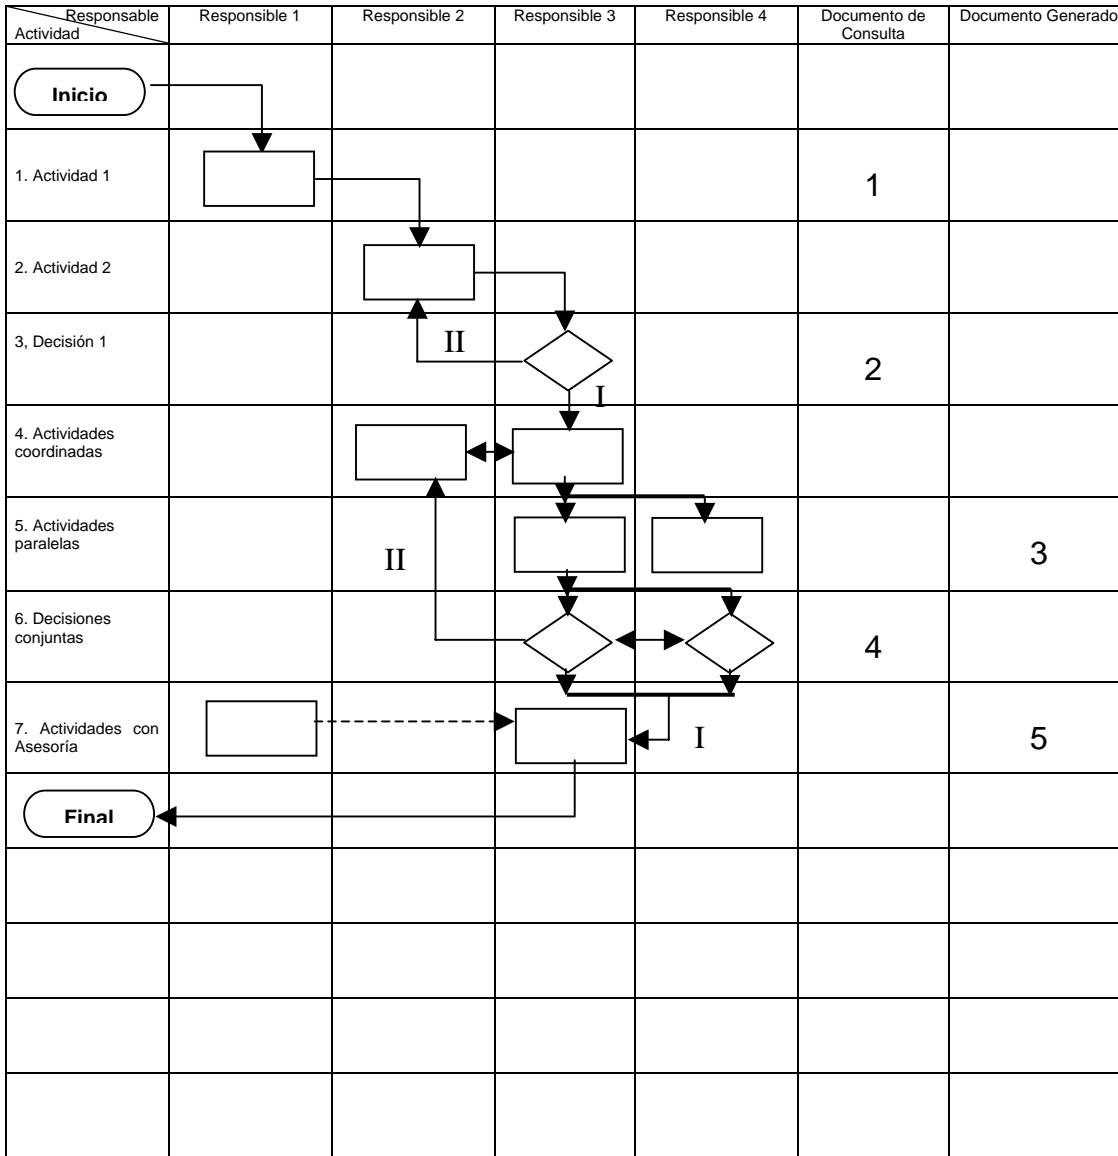 Responsable
Actividad
Responsible 1
Responsible 2
Responsible 3
Responsible 4
Documento de
Consulta
Documento Generado
Inicio
1. Actividad 1
1
2. Actividad 2
3, Decisión 1
II
2
I
4. Actividades
coordinadas
5. Actividades
paralelas
II
3
6. Decisiones
conjuntas
4
7. Actividades con
Asesoría
I
5
Final